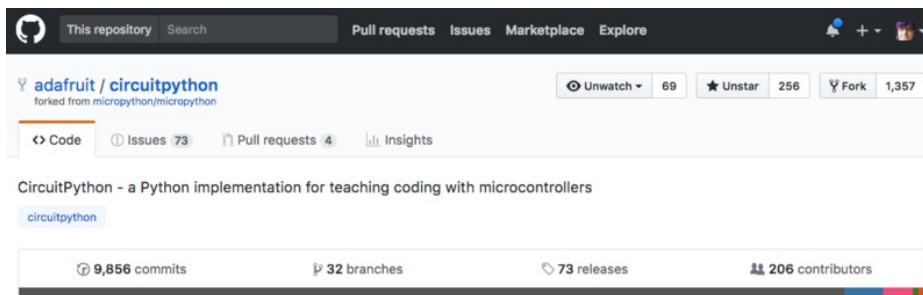 This repository Search Pull requests Issues Marketplace Explore
adafruit / circuitpython Unwatch 69 Unstar 256 Fork 1,357
forked from micropython/micropython
<> Code Issues 73 Pull requests 4 Insights
CircuitPython - a Python implementation for teaching coding with microcontrollers
circuitpython
9,856 commits 32 branches 73 releases 206 contributors